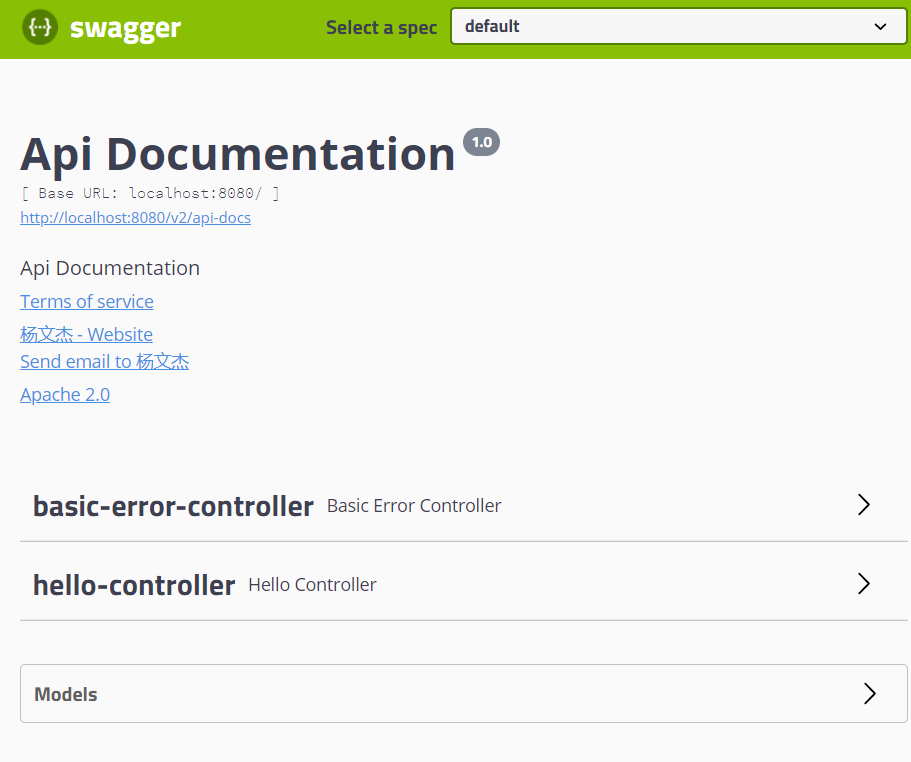 swagger Select a spec default
Api Documentation 1.0
[ Base URL: localhost:8080/ ]
http://localhost:8080/v2/api-docs
Api Documentation
Terms of service
杨文杰 - Website
Send email to 杨文杰
Apache 2.0
basic-error-controller Basic Error Controller
hello-controller Hello Controller
Models